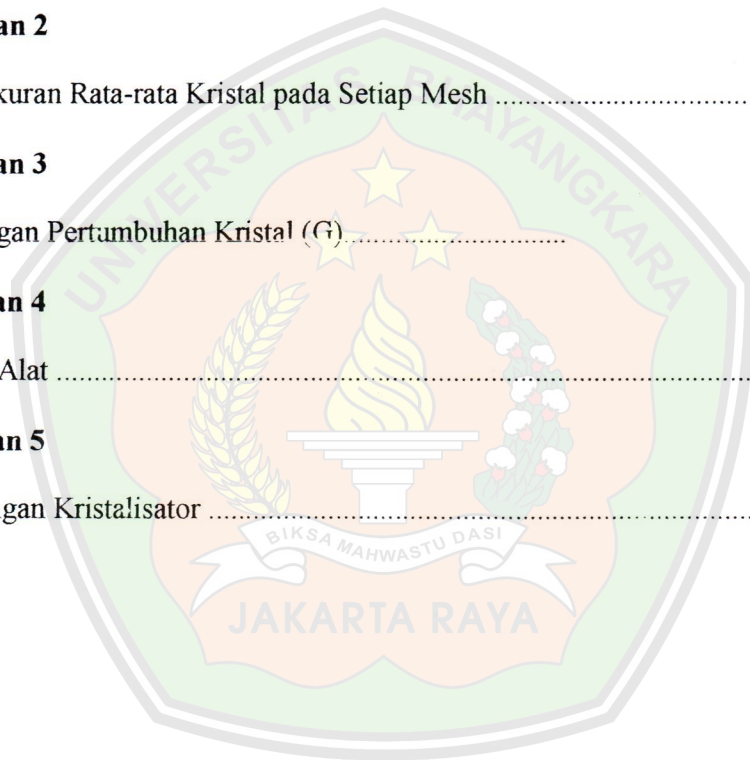 an 2
kuran Rata-rata Kristal pada Setiap Mesh ........................................
an 3
gan Pertumbuhan Kristal (G) ..................................
an 4
Alat ....................................................................................................
an 5
gan Kristalisator ................................................................................
UNIVERSITAS BHAYANGKARA
BIKSA MAHWASTU DASI
JAKARTA RAYA